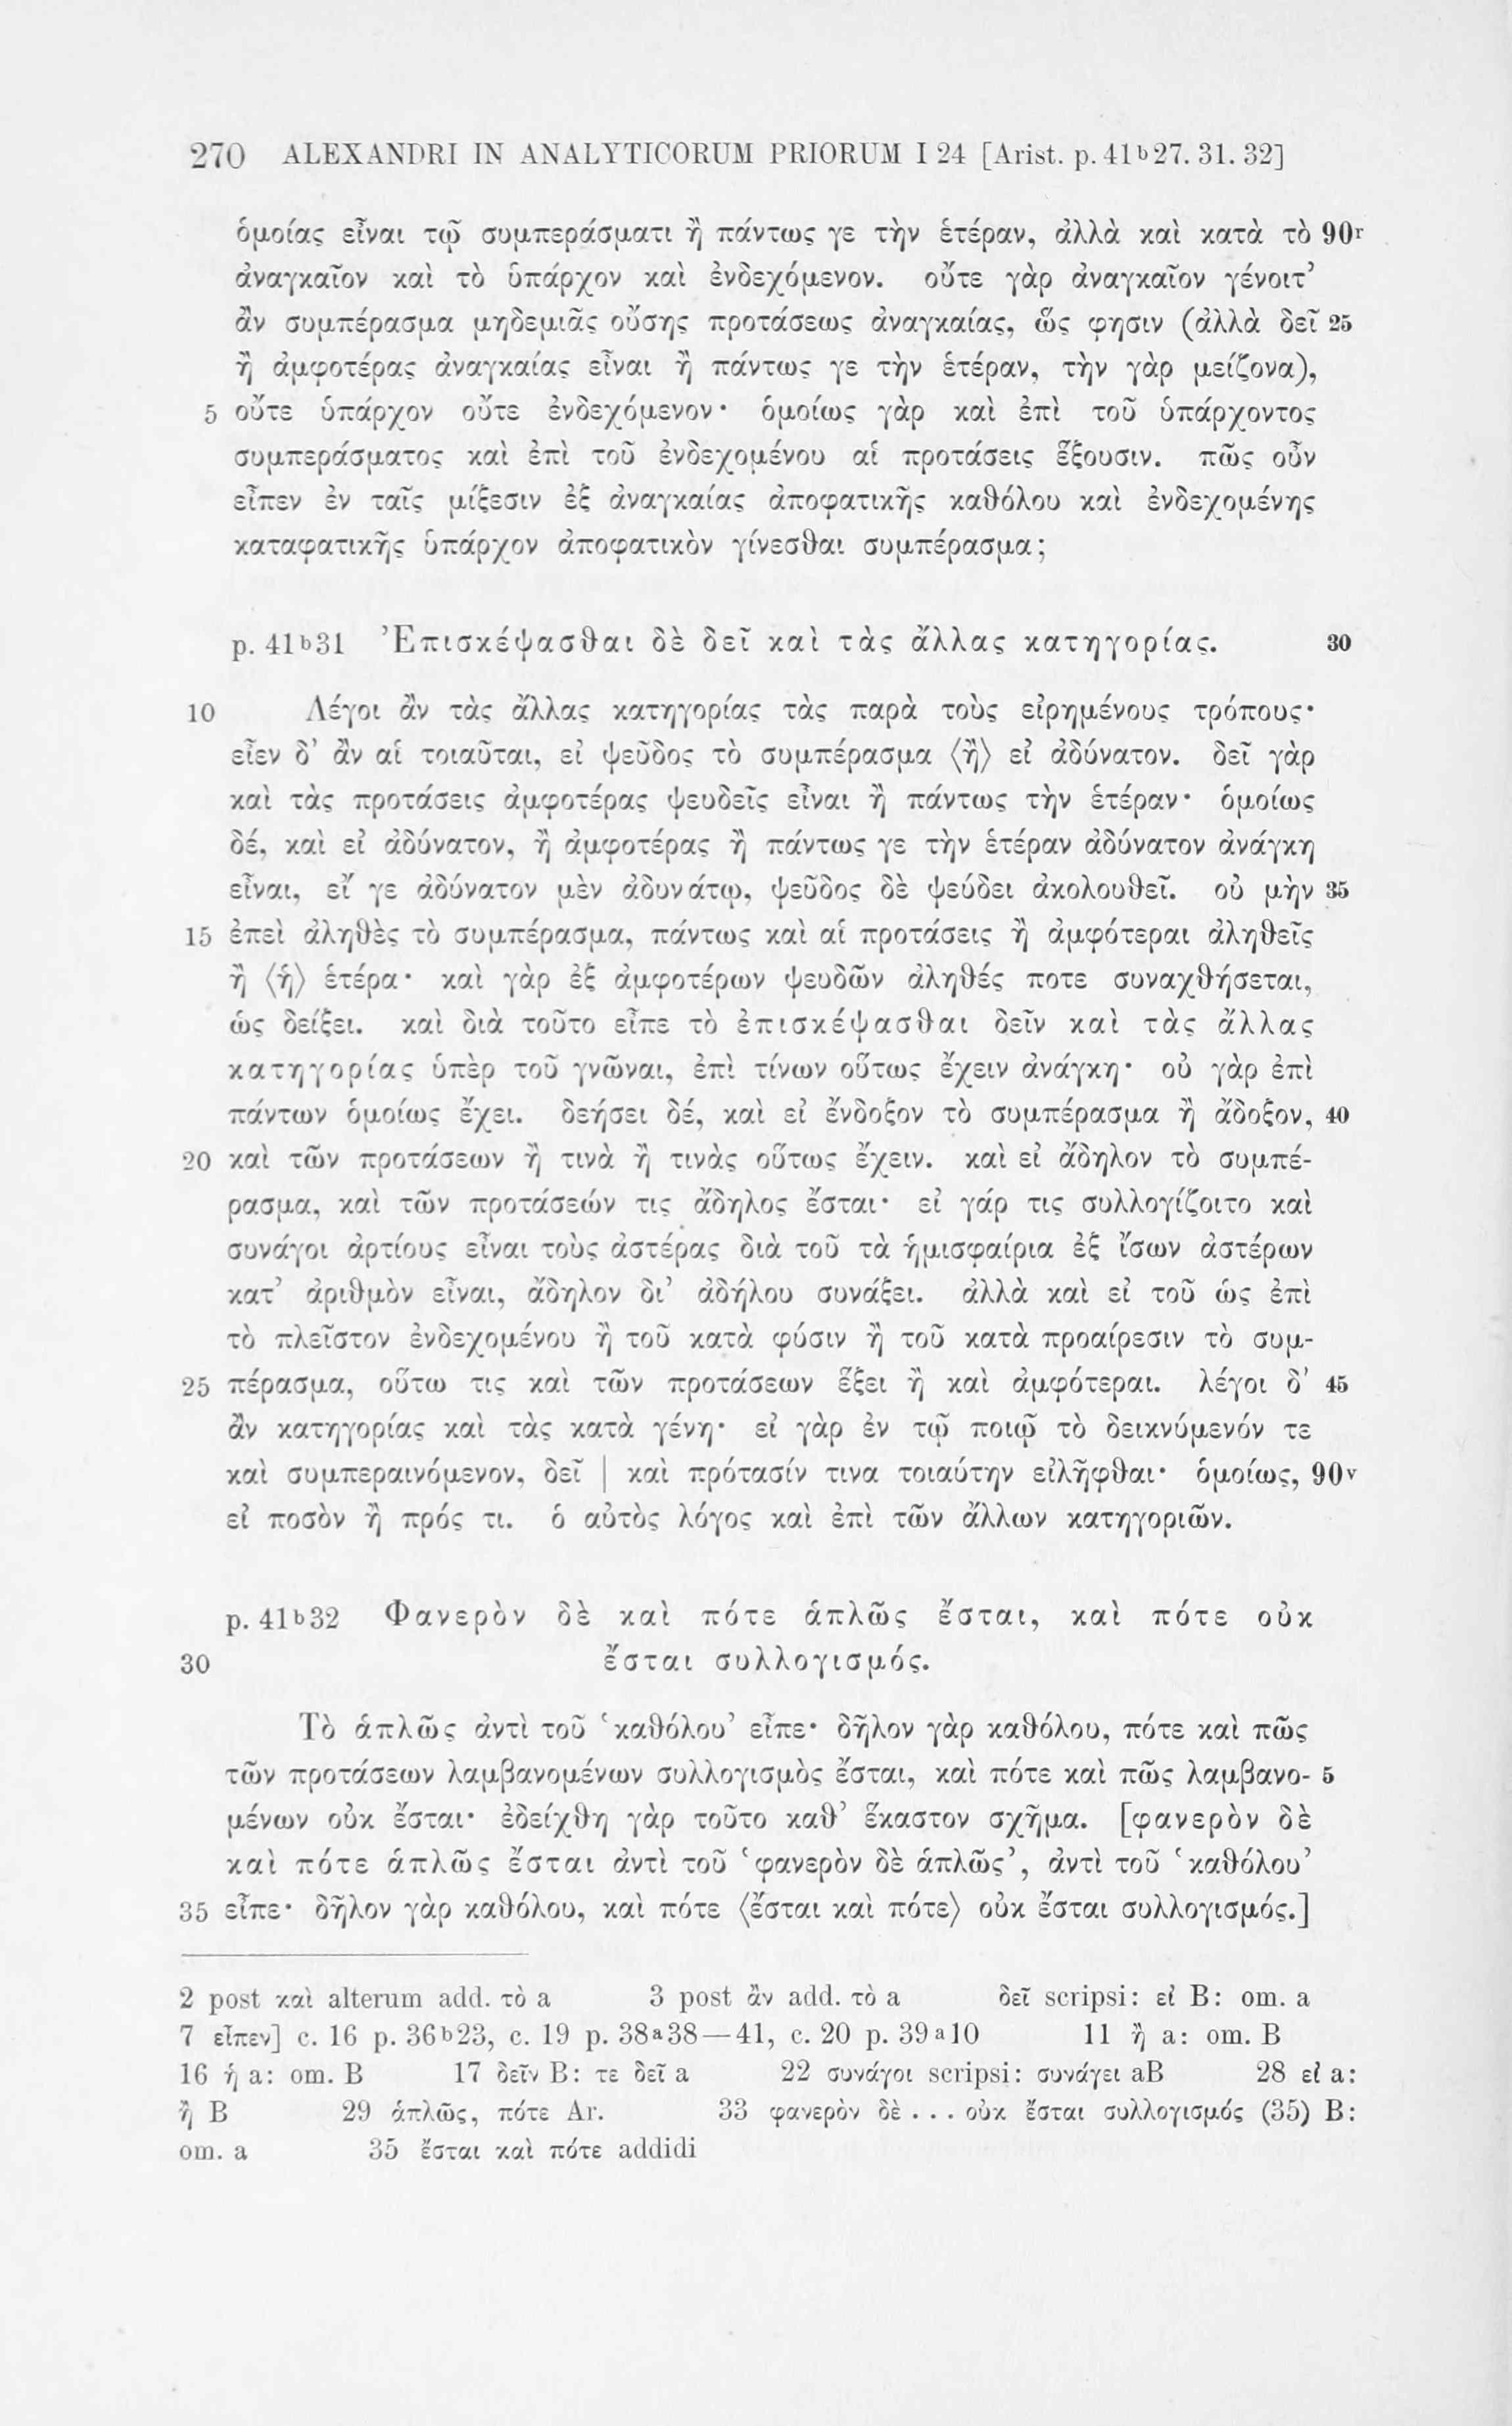 270 ALEXANDRI IN ANALYTICORUM PRIORUM I 24 [Arist. p. 41ᵇ27. 31. 32]
ὁμοίας εἶναι τῷ συμπεράσματι ἢ πάντως γε τὴν ἑτέραν, ἀλλὰ καὶ κατὰ τὸ 90ʳ
ἀναγκαῖον καὶ τὸ ὑπάρχον καὶ ἐνδεχόμενον. οὔτε γὰρ ἀναγκαῖον γένοιτ’
ἂν συμπέρασμα μηδεμιᾶς οὔσης προτάσεως ἀναγκαίας, ὥς φησιν (ἀλλὰ δεῖ 25
ἢ ἀμφοτέρας ἀναγκαίας εἶναι ἢ πάντως γε τὴν ἑτέραν, τὴν γὰρ μείζονα),
5 οὔτε ὑπάρχον οὔτε ἐνδεχόμενον· ὁμοίως γὰρ καὶ ἐπὶ τοῦ ὑπάρχοντος
συμπεράσματος καὶ ἐπὶ τοῦ ἐνδεχομένου αἱ προτάσεις ἕξουσιν. πῶς οὖν
εἶπεν ἐν ταῖς μίξεσιν ἐξ ἀναγκαίας ἀποφατικῆς καθόλου καὶ ἐνδεχομένης
καταφατικῆς ὑπάρχον ἀποφατικὸν γίνεσθαι συμπέρασμα;
p. 41ᵇ31 Ἐπισκέψασθαι δὲ δεῖ καὶ τὰς ἄλλας κατηγορίας. 30
10 Λέγοι ἂν τὰς ἄλλας κατηγορίας τὰς παρὰ τοὺς εἰρημένους τρόπους·
εἶεν δ’ ἂν αἱ τοιαῦται, εἰ ψεῦδος τὸ συμπέρασμα ⟨ἢ⟩ εἰ ἀδύνατον. δεῖ γὰρ
καὶ τὰς προτάσεις ἀμφοτέρας ψευδεῖς εἶναι ἢ πάντως τὴν ἑτέραν· ὁμοίως
δέ, καὶ εἰ ἀδύνατον, ἢ ἀμφοτέρας ἢ πάντως γε τὴν ἑτέραν ἀδύνατον ἀνάγκη
εἶναι, εἴ γε ἀδύνατον μὲν ἀδυνάτῳ, ψεῦδος δὲ ψεύδει ἀκολουθεῖ. οὐ μὴν 35
15 ἐπεὶ ἀληθὲς τὸ συμπέρασμα, πάντως καὶ αἱ προτάσεις ἢ ἀμφότεραι ἀληθεῖς
ἢ ⟨ἡ⟩ ἑτέρα· καὶ γὰρ ἐξ ἀμφοτέρων ψευδῶν ἀληθές ποτε συναχθήσεται,
ὡς δείξει. καὶ διὰ τοῦτο εἶπε τὸ ἐπισκέψασθαι δεῖν καὶ τὰς ἄλλας
κατηγορίας ὑπὲρ τοῦ γνῶναι, ἐπὶ τίνων οὕτως ἔχειν ἀνάγκη· οὐ γὰρ ἐπὶ
πάντων ὁμοίως ἔχει. δεήσει δέ, καὶ εἰ ἔνδοξον τὸ συμπέρασμα ἢ ἄδοξον, 40
20 καὶ τῶν προτάσεων ἢ τινὰ ἢ τινὰς οὕτως ἔχειν. καὶ εἰ ἄδηλον τὸ συμπέ-
ρασμα, καὶ τῶν προτάσεών τις ἄδηλος ἔσται· εἰ γάρ τις συλλογίζοιτο καὶ
συνάγοι ἀρτίους εἶναι τοὺς ἀστέρας διὰ τοῦ τὰ ἡμισφαίρια ἐξ ἴσων ἀστέρων
κατ’ ἀριθμὸν εἶναι, ἄδηλον δι’ ἀδήλου συνάξει. ἀλλὰ καὶ εἰ τοῦ ὡς ἐπὶ
τὸ πλεῖστον ἐνδεχομένου ἢ τοῦ κατὰ φύσιν ἢ τοῦ κατὰ προαίρεσιν τὸ συμ-
25 πέρασμα, οὕτω τις καὶ τῶν προτάσεων ἕξει ἢ καὶ ἀμφότεραι. λέγοι δ’ 45
ἂν κατηγορίας καὶ τὰς κατὰ γένη· εἰ γὰρ ἐν τῷ ποιῷ τὸ δεικνύμενόν τε
καὶ συμπεραινόμενον, δεῖ | καὶ πρότασίν τινα τοιαύτην εἰλῆφθαι· ὁμοίως, 90ᵛ
εἰ ποσὸν ἢ πρός τι. ὁ αὐτὸς λόγος καὶ ἐπὶ τῶν ἄλλων κατηγοριῶν.
p. 41ᵇ32 Φανερὸν δὲ καὶ πότε ἁπλῶς ἔσται, καὶ πότε οὐκ
30 ἔσται συλλογισμός.
Τὸ ἁπλῶς ἀντὶ τοῦ ‘καθόλου’ εἶπε· δῆλον γὰρ καθόλου, πότε καὶ πῶς
τῶν προτάσεων λαμβανομένων συλλογισμὸς ἔσται, καὶ πότε καὶ πῶς λαμβανο- 5
μένων οὐκ ἔσται· ἐδείχθη γὰρ τοῦτο καθ’ ἕκαστον σχῆμα. [φανερὸν δὲ
καὶ πότε ἁπλῶς ἔσται ἀντὶ τοῦ ‘φανερὸν δὲ ἁπλῶς’, ἀντὶ τοῦ ‘καθόλου’
35 εἶπε· δῆλον γὰρ καθόλου, καὶ πότε ⟨ἔσται καὶ πότε⟩ οὐκ ἔσται συλλογισμός.]
2 post καὶ alterum add. τὸ a 3 post ἂν add. τὸ a δεῖ scripsi: εἰ B: om. a
7 εἶπεν] c. 16 p. 36ᵇ23, c. 19 p. 38ᵃ38—41, c. 20 p. 39ᵃ10 11 ἢ a: om. B
16 ἡ a: om. B 17 δεῖν B: τε δεῖ a 22 συνάγοι scripsi: συνάγει aB 28 εἰ a:
ἢ B 29 ἁπλῶς, πότε Ar. 33 φανερὸν δὲ . . . οὐκ ἔσται συλλογισμός (35) B:
om. a 35 ἔσται καὶ πότε addidi